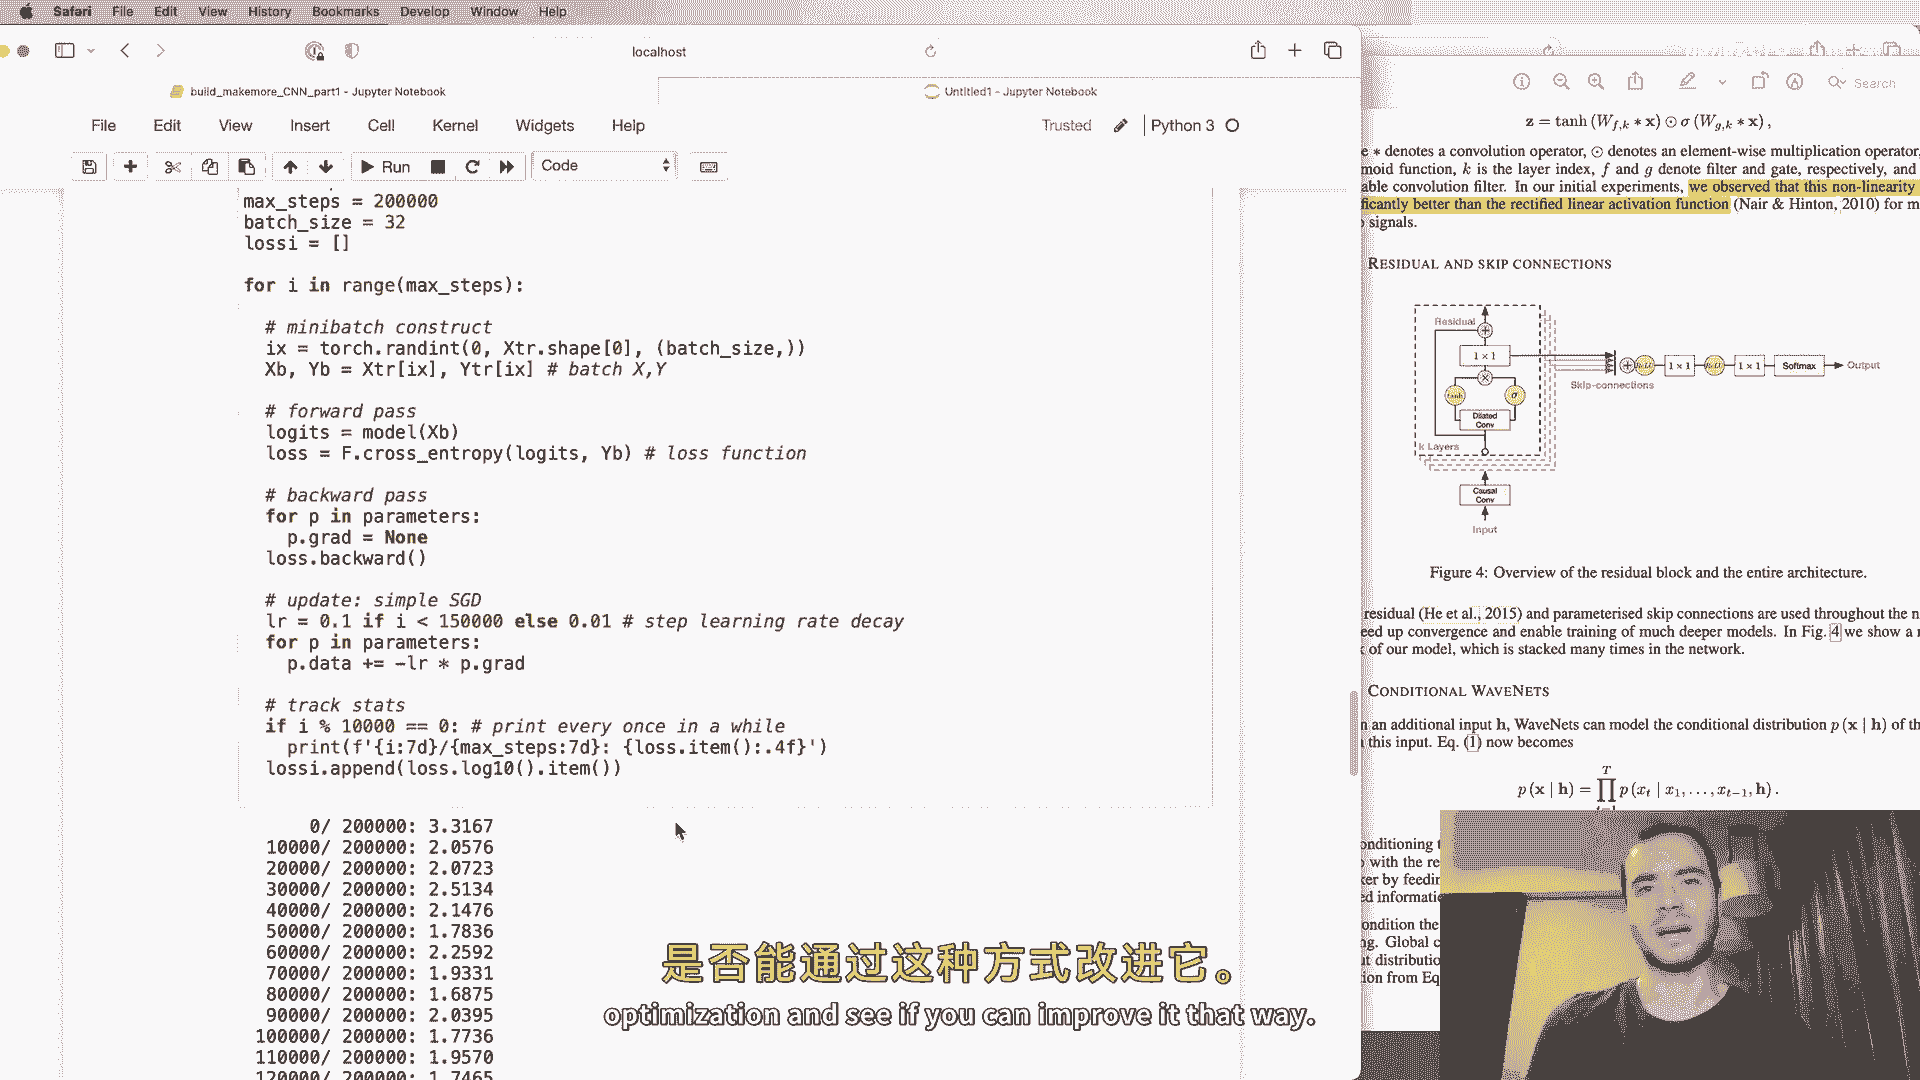 Safari File Edit View History Bookmarks Develop Window Help
localhost
build_makemore_CNN_part1 - Jupyter Notebook
Untitled1 - Jupyter Notebook
File Edit View Insert Cell Kernel Widgets Help
Trusted Python 3
Run Code
max_steps = 200000
batch_size = 32
lossi = []
for i in range(max_steps):
# minibatch construct
ix = torch.randint(0, Xtr.shape[0], (batch_size,))
Xb, Yb = Xtr[ix], Ytr[ix] # batch X,Y
# forward pass
logits = model(Xb)
loss = F.cross_entropy(logits, Yb) # loss function
# backward pass
for p in parameters:
p.grad = None
loss.backward()
# update: simple SGD
lr = 0.1 if i < 150000 else 0.01 # step learning rate decay
for p in parameters:
p.data += -lr * p.grad
# track stats
if i % 10000 == 0: # print every once in a while
print(f'{i:7d}/{max_steps:7d}: {loss.item():.4f}')
lossi.append(loss.log10().item())
0/ 200000: 3.3167
10000/ 200000: 2.0576
20000/ 200000: 2.0723
30000/ 200000: 2.5134
40000/ 200000: 2.1476
50000/ 200000: 1.7836
60000/ 200000: 2.2592
70000/ 200000: 1.9331
80000/ 200000: 1.6875
90000/ 200000: 2.0395
100000/ 200000: 1.7736
110000/ 200000: 1.9570
120000/ 200000: 1.7465
Search
z = tanh (W_{f,k} ∗ x) ⊙ σ (W_{g,k} ∗ x) ,
∗ denotes a convolution operator, ⊙ denotes an element-wise multiplication operator,
moid function, k is the layer index, f and g denote filter and gate, respectively, and
able convolution filter. In our initial experiments, we observed that this non-linearity
ficantly better than the rectified linear activation function (Nair & Hinton, 2010) for m
signals.
RESIDUAL AND SKIP CONNECTIONS
Residual
1 × 1
tanh σ
Dilated
Conv
k Layers
Skip-connections
ReLU 1 × 1 ReLU 1 × 1 Softmax Output
Causal
Conv
Input
Figure 4: Overview of the residual block and the entire architecture.
residual (He et al., 2015) and parameterised skip connections are used throughout the n
eed up convergence and enable training of much deeper models. In Fig. 4 we show a
of our model, which is stacked many times in the network.
CONDITIONAL WAVENETS
n an additional input h, WaveNets can model the conditional distribution p (x | h) of th
this input. Eq. (1) now becomes
p (x | h) = ∏ p (x_t | x_1, . . . , x_{t−1}, h) .
T
onditioning
with the re
er by feedin
ed informati
ondition the
ng. Global c
ut distributio
ion from Eq
是否能通过这种方式改进它。
optimization and see if you can improve it that way.